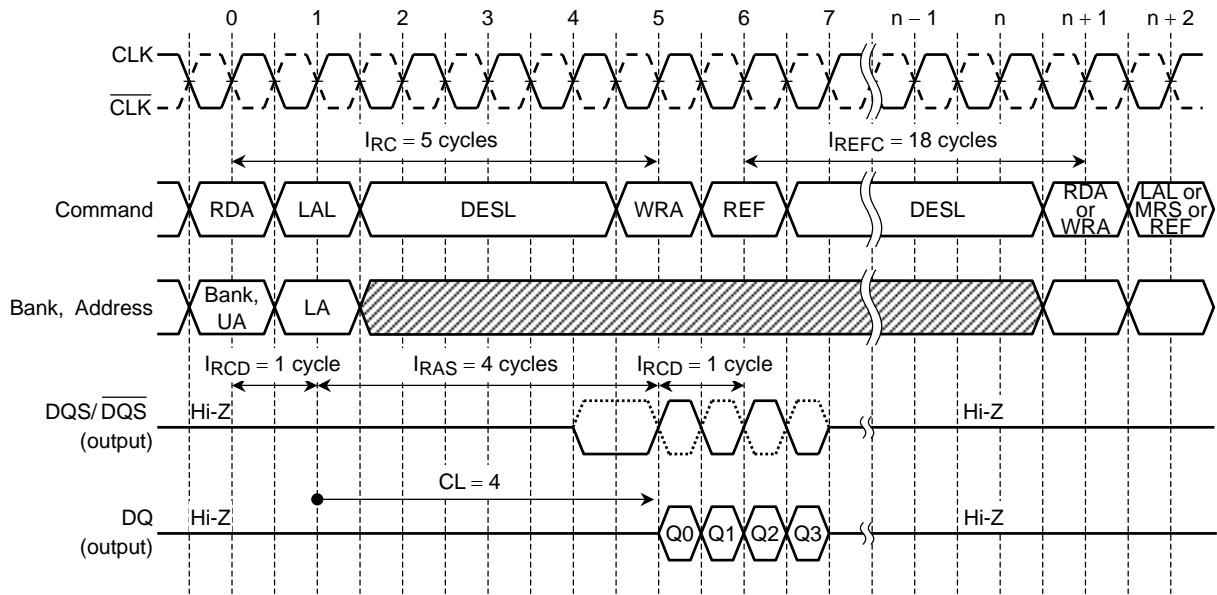 0 1 2 3 4 5 6 7 n – 1 n n + 1 n + 2
CLK
CLK
IRC = 5 cycles
IREFC = 18 cycles
Command
RDA
LAL
DESL
WRA
REF
DESL
RDA
or
WRA
LAL or
MRS or
REF
Bank, Address
Bank,
UA
LA
IRCD = 1 cycle
IRAS = 4 cycles
IRCD = 1 cycle
DQS/ DQS
(output)
Hi-Z
Hi-Z
CL = 4
DQ
(output)
Hi-Z
Q0
Q1
Q2
Q3
Hi-Z